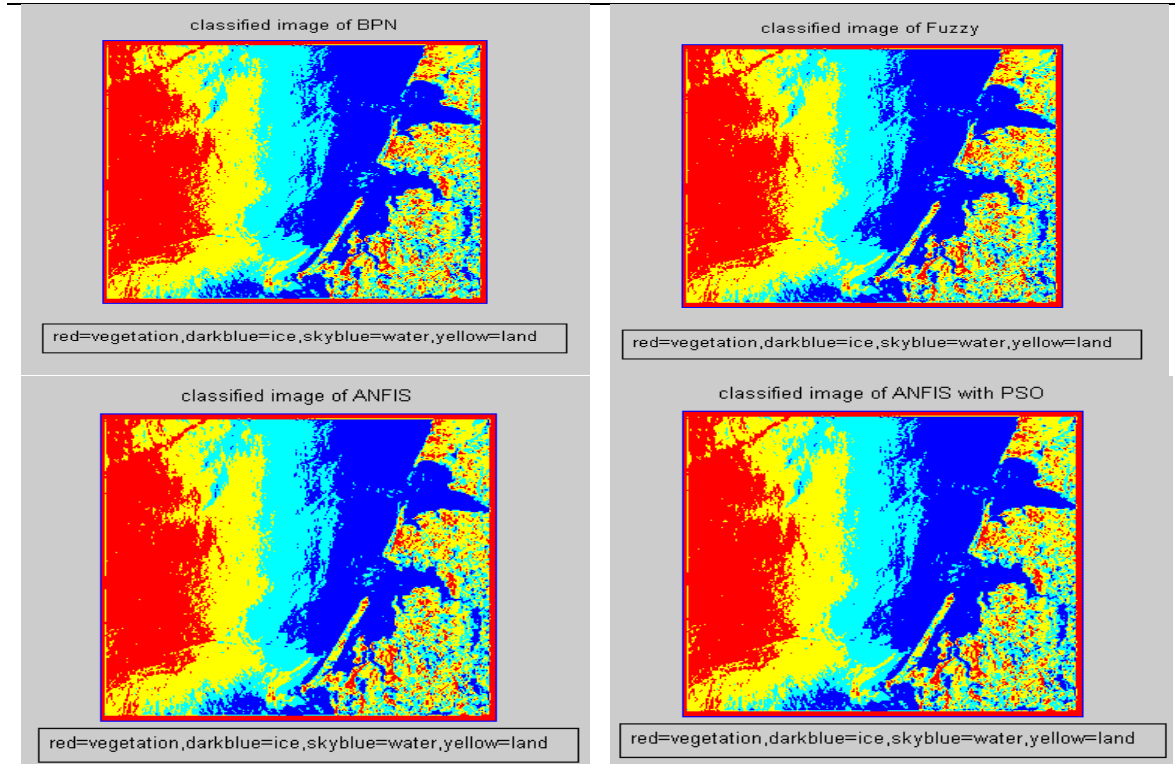 classified image of BPN
red=vegetation,darkblue=ice,skyblue=water,yellow=land
classified image of Fuzzy
red=vegetation,darkblue=ice,skyblue=water,yellow=land
classified image of ANFIS
red=vegetation,darkblue=ice,skyblue=water,yellow=land
classified image of ANFIS with PSO
red=vegetation,darkblue=ice,skyblue=water,yellow=land